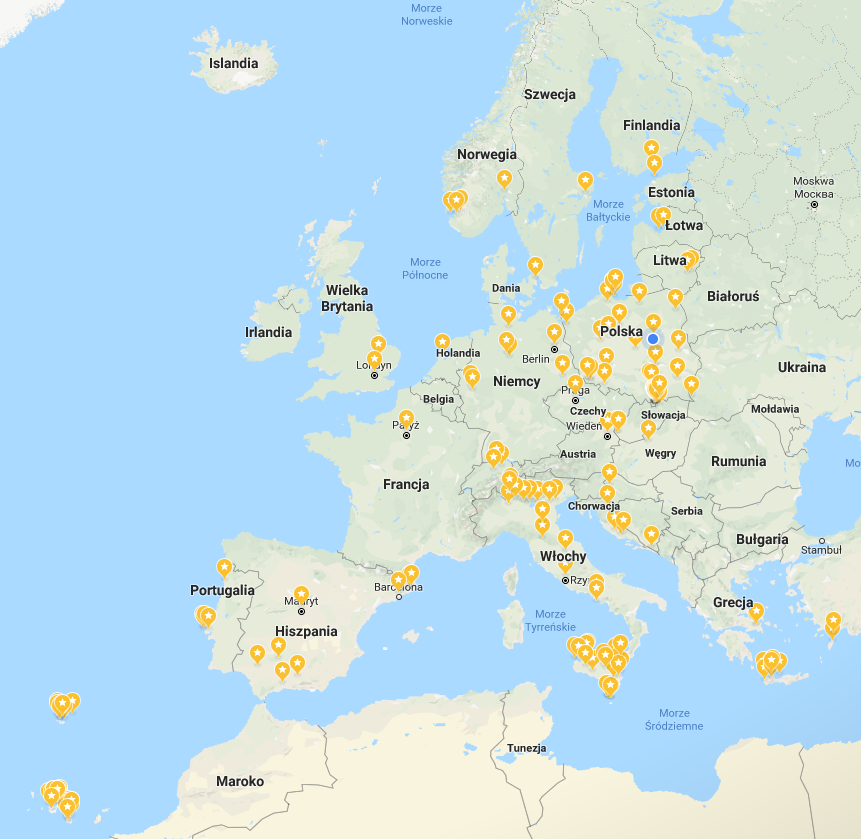 Morze
Norweskie
Islandia
Szwecja
Finlandia
Norwegia
Moskwa
Москва
Estonia
Morze
Bałtyckie
Łotwa
Morze
Północne
Litwa
Dania
Wielka
Brytania
Białoruś
Irlandia
Polska
Holandia
Berlin
Londyn
Ukraina
Niemcy
Belgia
Praga
Czechy
Słowacja
Mołdawia
Paryż
Wiedeń
Austria
Węgry
Rumunia
Mo
Francja
Chorwacja
Serbia
Bułgaria
Stambuł
Włochy
Rzy
Portugalia
Barcelona
Madryt
Grecja
Hiszpania
Morze
Tyrreńskie
Morze
Śródziemne
Tunezja
Maroko